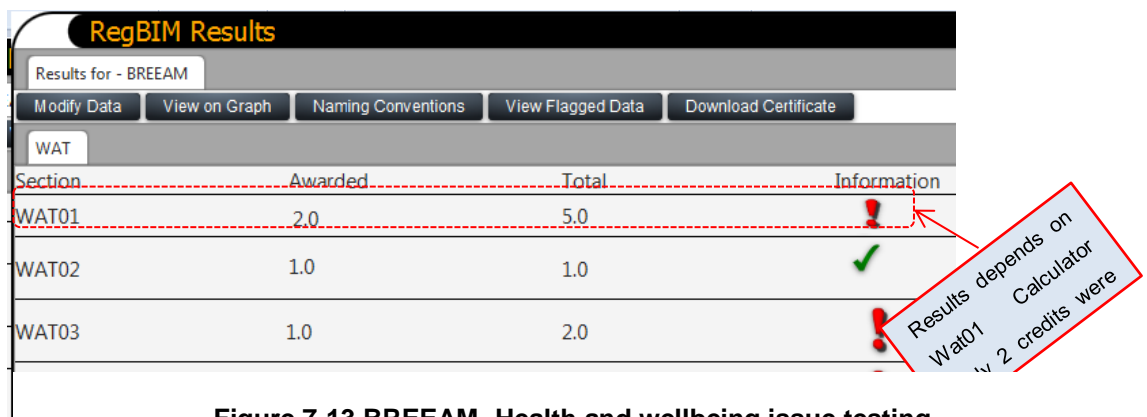 RegBIM Results
Results for - BREEAM
Modify Data View on Graph Naming Conventions View Flagged Data Download Certificate
WAT
Section Awarded Total Information
WAT01 2.0 5.0
WAT02 1.0 1.0
WAT03 1.0 2.0
Results depends on
Wat01 Calculator
2 credits were
Figure 7.13 BREEAM- Health and wellbeing issue testing